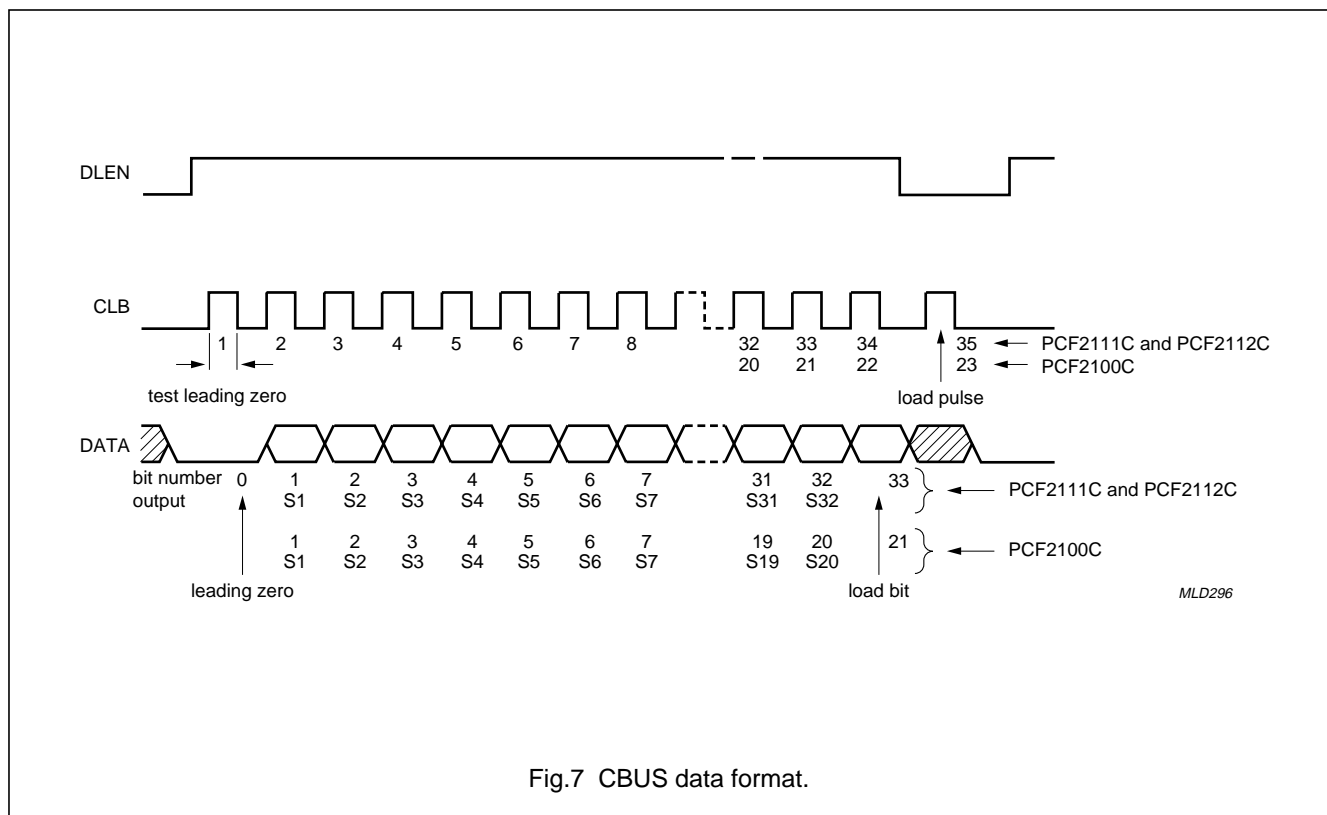 DLEN
CLB
1 2 3 4 5 6 7 8 32 33 34 35 PCF2111C and PCF2112C
20 21 22 23 PCF2100C
test leading zero load pulse
DATA
bit number 0 1 2 3 4 5 6 7 31 32 33
output S1 S2 S3 S4 S5 S6 S7 S31 S32 PCF2111C and PCF2112C
1 2 3 4 5 6 7 19 20 21 PCF2100C
S1 S2 S3 S4 S5 S6 S7 S19 S20
leading zero load bit MLD296
Fig.7 CBUS data format.